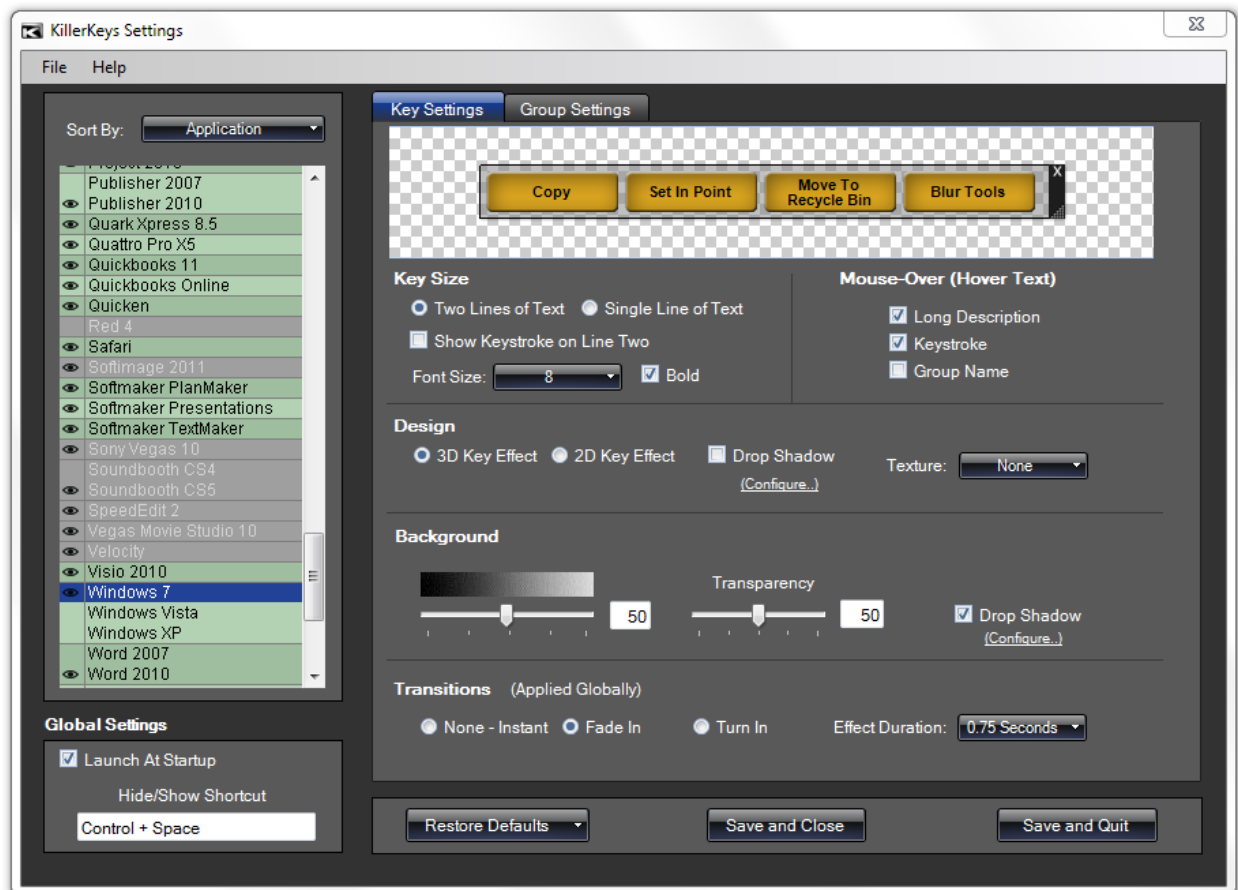 KillerKeys Settings
File Help
Sort By: Application
Project 2010
Publisher 2007
Publisher 2010
Quark Xpress 8.5
Quattro Pro X5
Quickbooks 11
Quickbooks Online
Quicken
Red 4
Safari
Softimage 2011
Softmaker PlanMaker
Softmaker Presentations
Softmaker TextMaker
Sony Vegas 10
Soundbooth CS4
Soundbooth CS5
SpeedEdit 2
Vegas Movie Studio 10
Velocity
Visio 2010
Windows 7
Windows Vista
Windows XP
Word 2007
Word 2010
Global Settings
Launch At Startup
Hide/Show Shortcut
Control + Space
Key Settings Group Settings
Copy Set In Point Move To Recycle Bin Blur Tools X
Key Size
Two Lines of Text Single Line of Text
Show Keystroke on Line Two
Font Size: 8 Bold
Mouse-Over (Hover Text)
Long Description
Keystroke
Group Name
Design
3D Key Effect 2D Key Effect Drop Shadow Texture: None
(Configure..)
Background
Transparency
50 50 Drop Shadow
(Configure..)
Transitions (Applied Globally)
None - Instant Fade In Turn In Effect Duration: 0.75 Seconds
Restore Defaults Save and Close Save and Quit